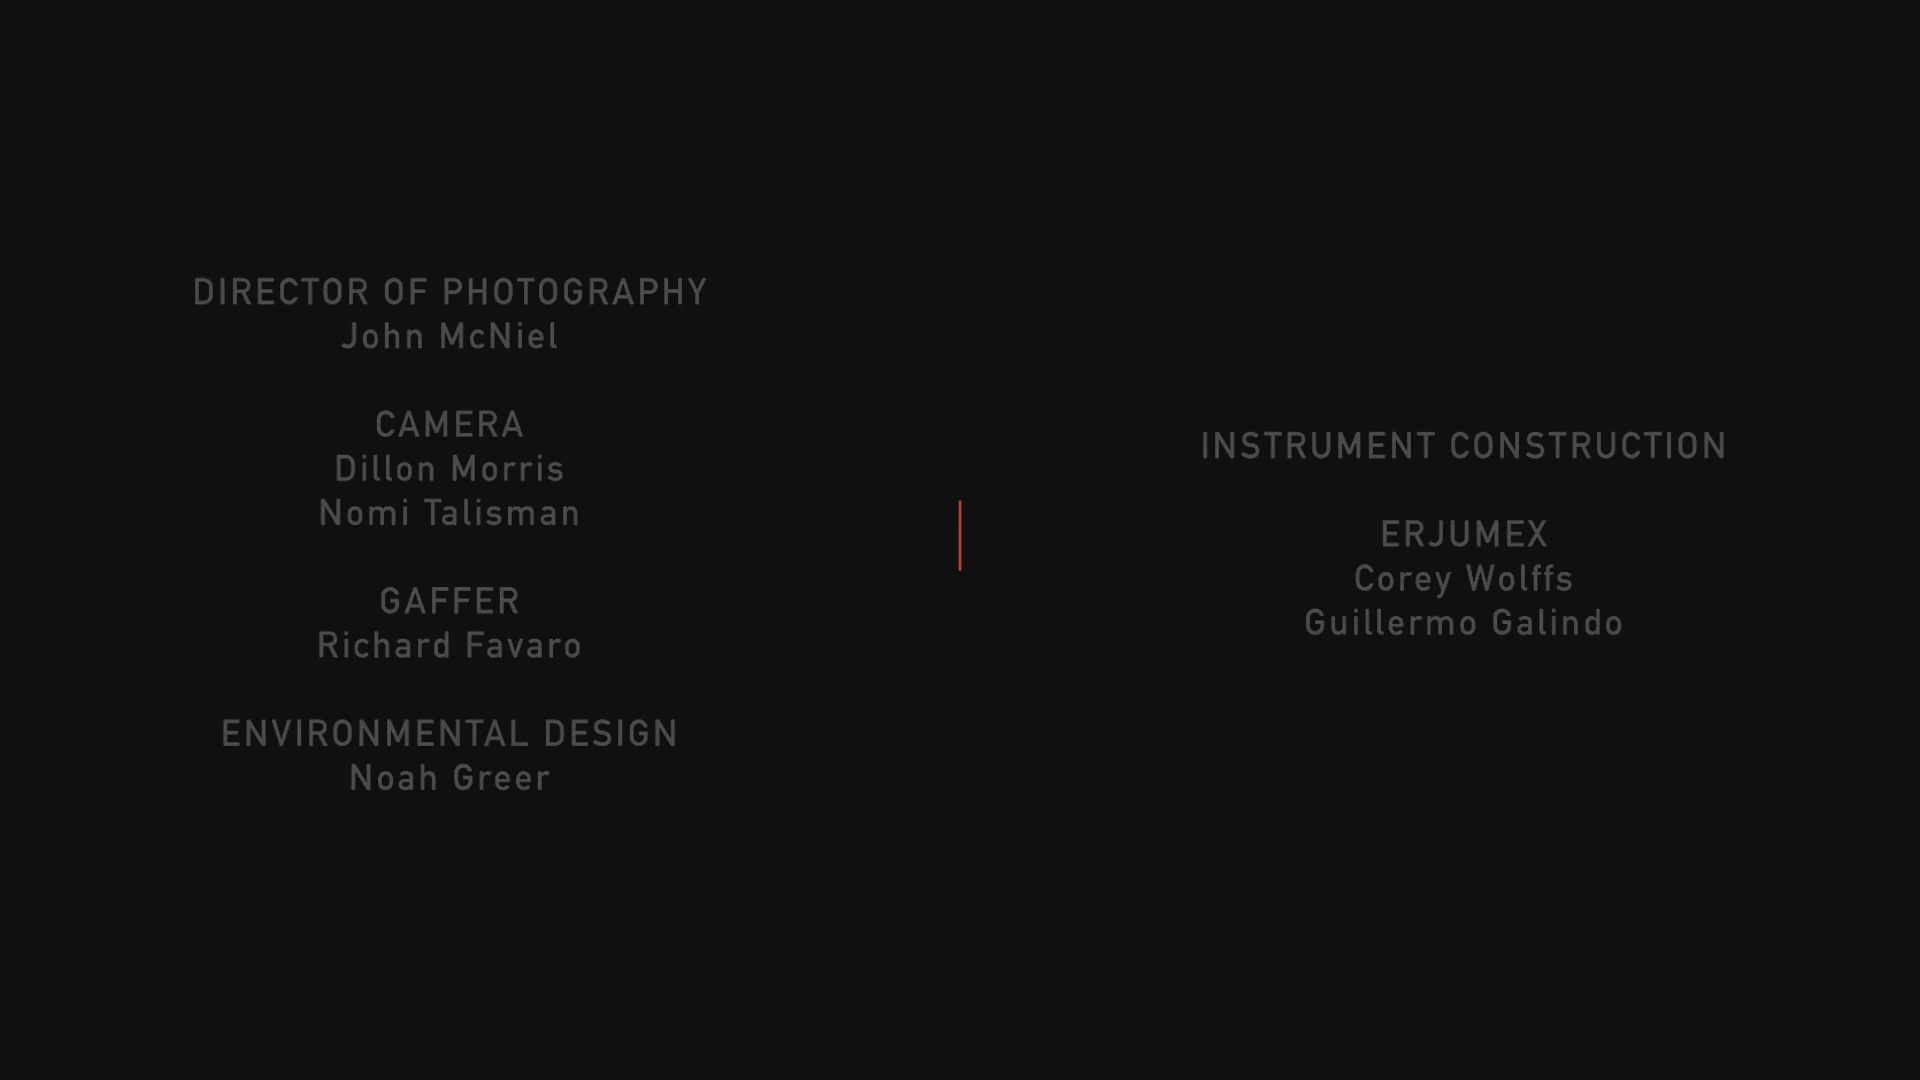 DIRECTOR OF PHOTOGRAPHY
John McNiel
CAMERA
Dillon Morris
Nomi Talisman
GAFFER
Richard Favaro
ENVIRONMENTAL DESIGN
Noah Greer
INSTRUMENT CONSTRUCTION
ERJUMEX
Corey Wolffs
Guillermo Galindo